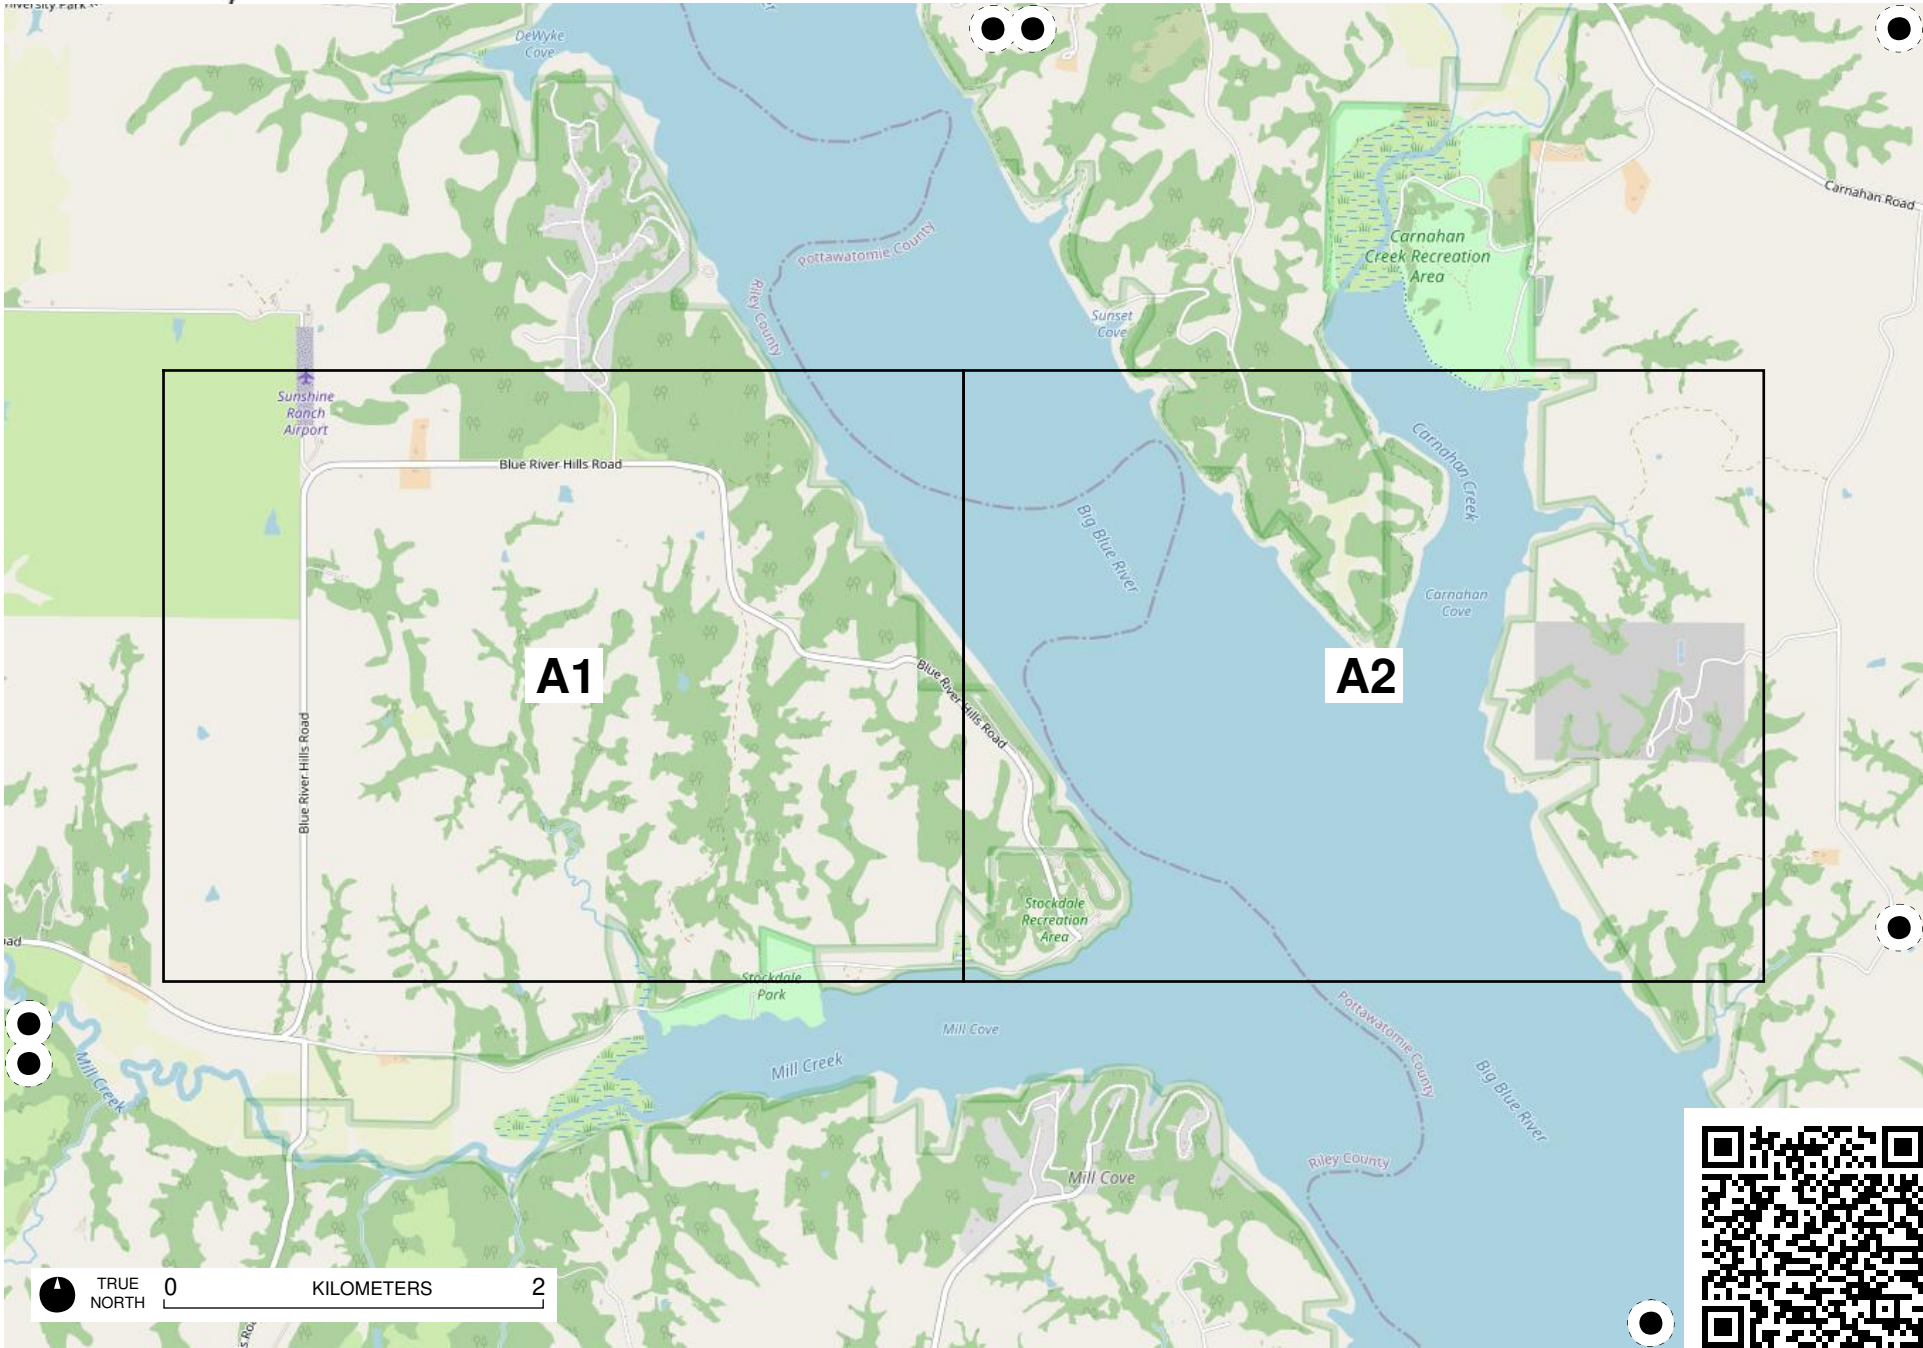 DeWyke
Cove
Carnahan Road
Pottawatomie County
Carnahan
Creek Recreation
Area
Riley County
Sunset
Cove
Sunshine
Ranch
Airport
Blue River Hills Road
Carnahan Creek
Big Blue River
Carnahan
Cove
A1
A2
Blue River Hills Road
Blue River Hills Road
Stockdale
Recreation
Area
Stockdale
Park
Mill Cove
Pottawatomie County
Mill Creek
Mill Creek
Big Blue River
Riley County
Mill Cove
TRUE
NORTH
0 KILOMETERS 2